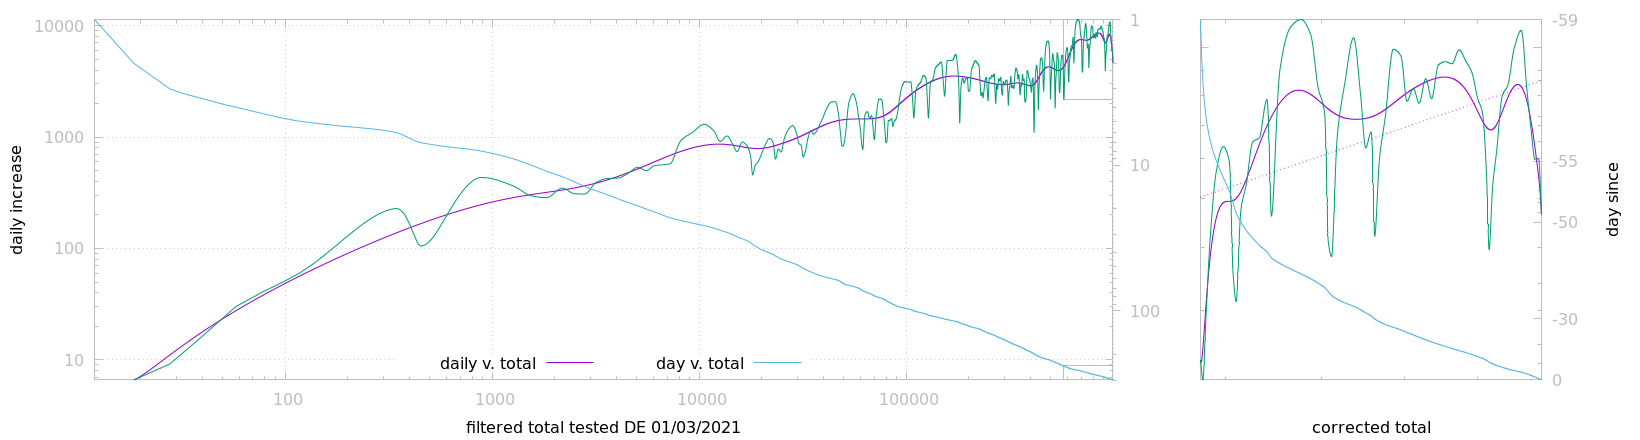 10000
1000
100
10
daily increase
daily v. total
day v. total
100
1000
10000
100000
filtered total tested DE 01/03/2021
1
10
100
-59
-55
-50
-30
0
day since
corrected total